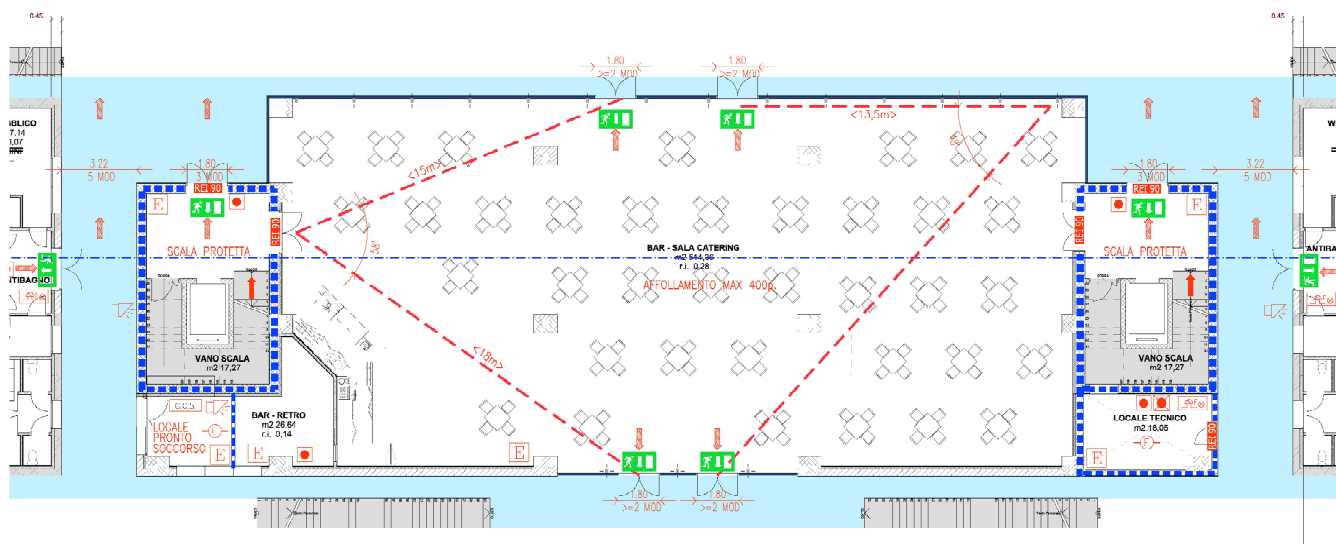 0.45
0.45
1.80
>=2 MOD
1.80
>=2 MOD
BLICO
7.14
0,07
3.22
5 MOD
1.80
3 MOD
REI 90
E
REI 90
SCALA PROTETTA
<15m>
50°
<13,5m>
BAR - SALA CATERING
r.i. 0,28
AFFOLLAMENTO MAX 400p.
1.80
3 MOD
REI 90
3.22
5 MOD
W
E
REI 90
SCALA PROTETTA
NTIBAGNO
ANTIBA
VANO SCALA
m2 17,27
<18m>
VANO SCALA
m2 17,27
LOCALE
PRONTO
SOCCORSO
E
BAR - RETRO
m2 26.64
r.i. 0,14
E
E
LOCALE TECNICO
m2 16,05
E
REI 90
1.80
>=2 MOD
1.80
>=2 MOD